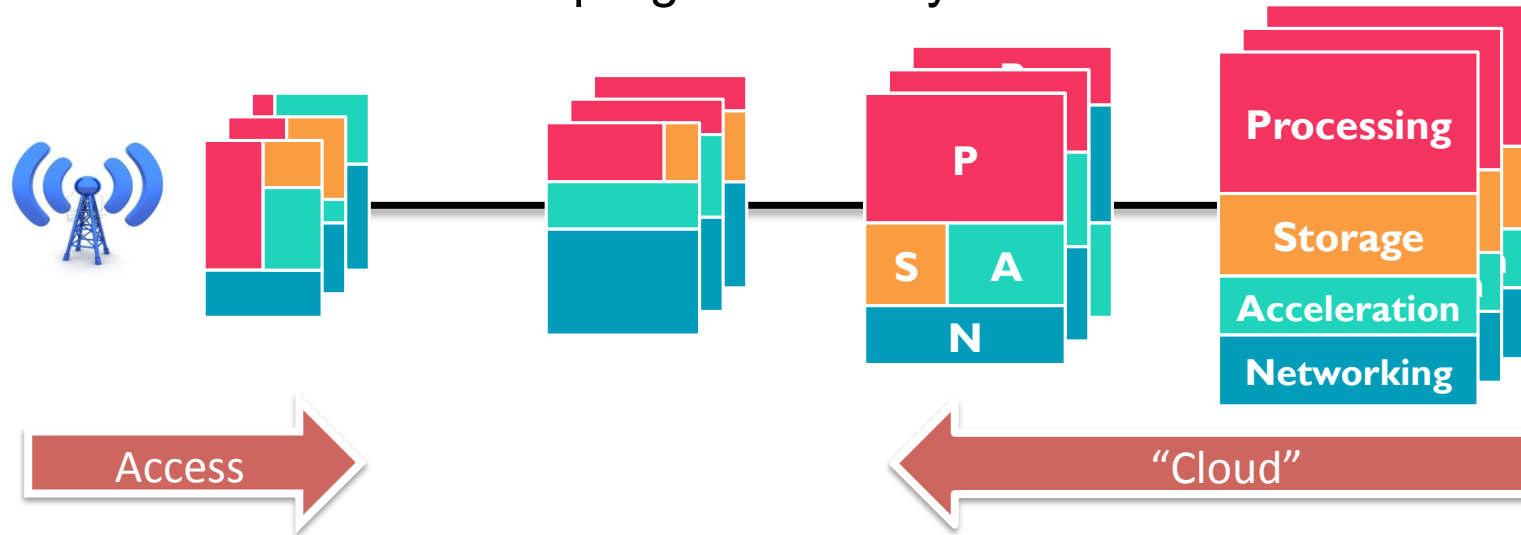 P
S A
N
Processing
Storage
Acceleration
Networking
Access
“Cloud”